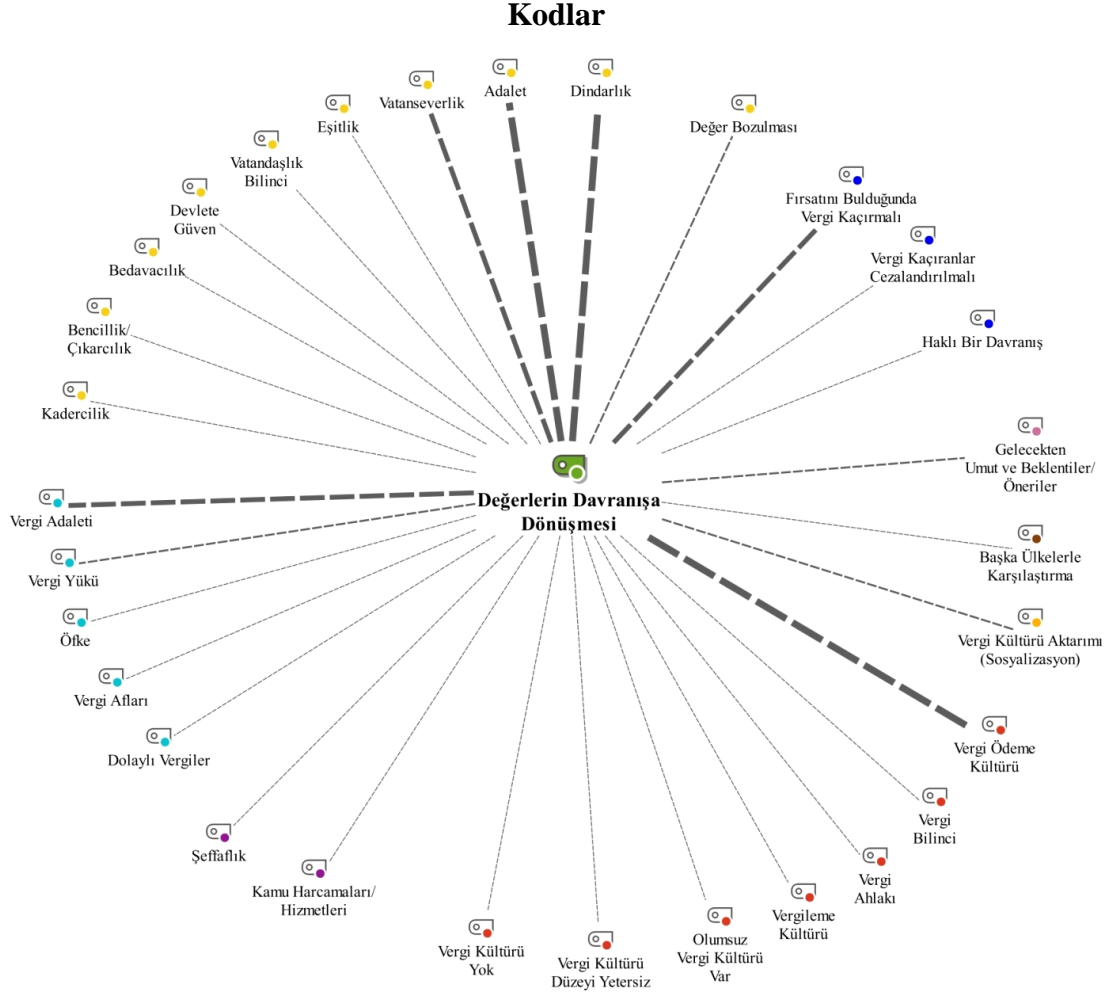 Kodlar
Dindarlık
Adalet
Vatanseverlik
Eşitlik
Vatandaşlık
Bilinci
Devlete
Güven
Bedavacılık
Bencillik/
Çıkarcılık
Kadercilik
Değer Bozulması
Fırsatını Bulduğunda
Vergi Kaçırmalı
Vergi Kaçıranlar
Cezalandırılmalı
Haklı Bir Davranış
Gelecekten
Umut ve Beklentiler/
Öneriler
Değerlerin Davranışa
Dönüşmesi
Vergi Adaleti
Vergi Yükü
Öfke
Vergi Afları
Dolaylı Vergiler
Şeffaflık
Kamu Harcamaları/
Hizmetleri
Başka Ülkelerle
Karşılaştırma
Vergi Kültürü Aktarımı
(Sosyalizasyon)
Vergi Ödeme
Kültürü
Vergi
Bilinci
Vergi
Ahlakı
Vergileme
Kültürü
Olumsuz
Vergi Kültürü
Var
Vergi Kültürü
Düzeyi Yetersiz
Vergi Kültürü
Yok